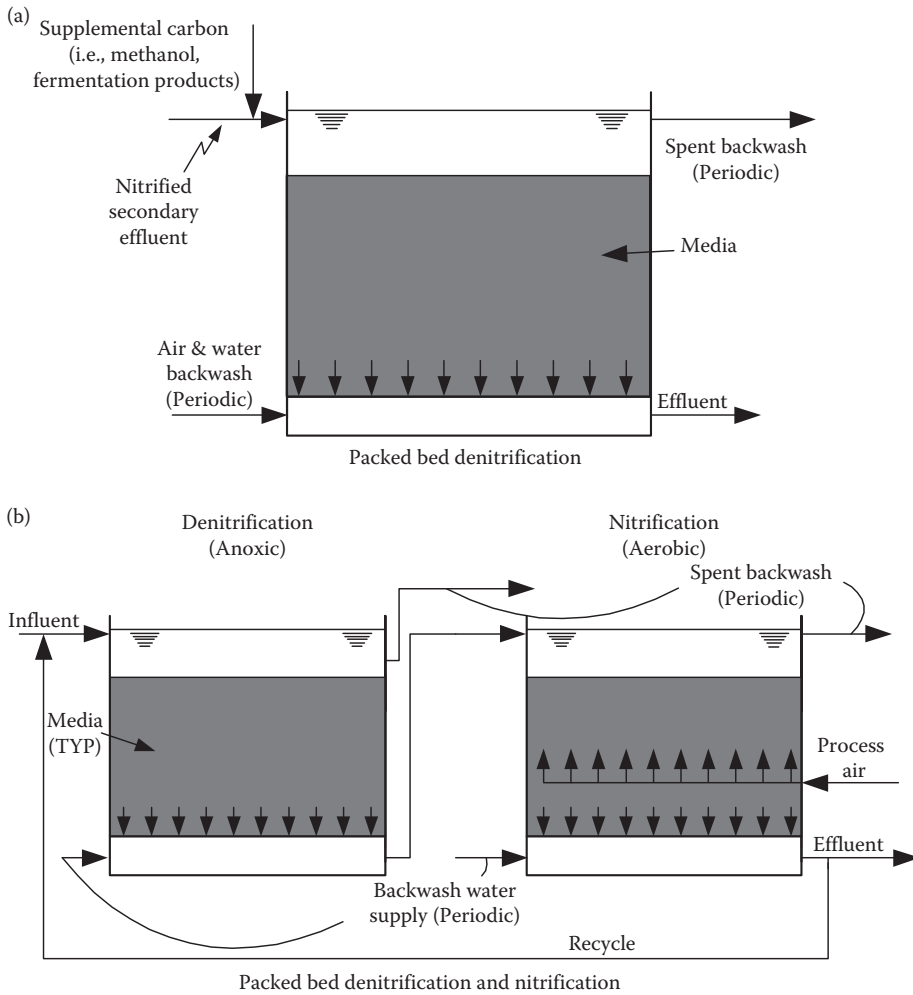 (a)
Supplemental carbon
(i.e., methanol,
fermentation products)
Nitrified
secondary
effluent
Spent backwash
(Periodic)
Media
Air & water
backwash
(Periodic)
Effluent
Packed bed denitrification
(b)
Denitrification
(Anoxic)
Nitrification
(Aerobic)
Spent backwash
(Periodic)
Influent
Media
(TYP)
Process
air
Effluent
Backwash water
supply (Periodic)
Recycle
Packed bed denitrification and nitrification